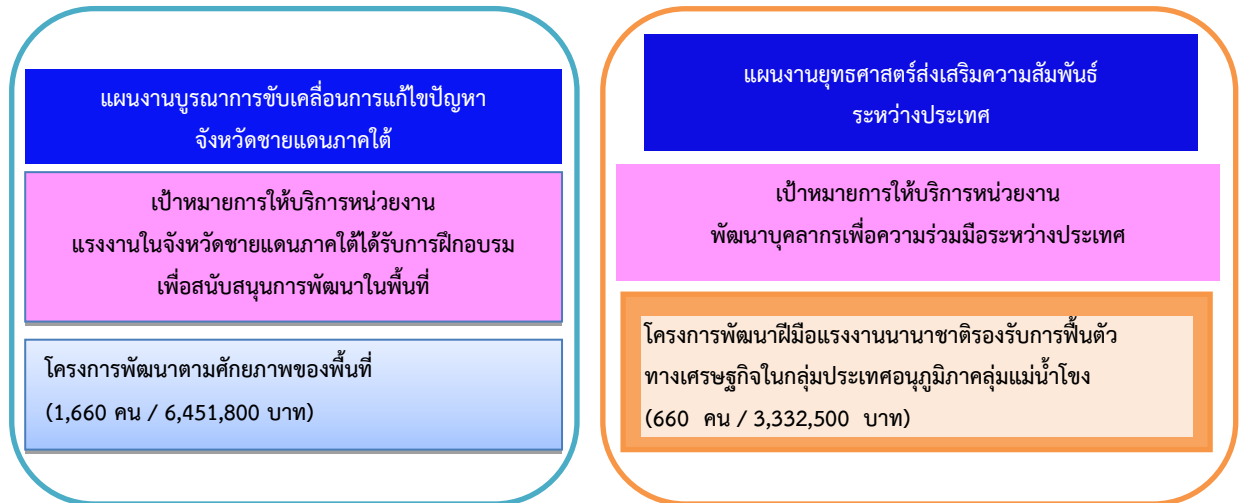 แผนงานบูรณาการขับเคลื่อนการแก้ไขปัญหา
จังหวัดชายแดนภาคใต้
เป้าหมายการให้บริการหน่วยงาน
แรงงานในจังหวัดชายแดนภาคใต้ได้รับการฝึกอบรม
เพื่อสนับสนุนการพัฒนาในพื้นที่
โครงการพัฒนาตามศักยภาพของพื้นที่
(1,660 คน / 6,451,800 บาท)
แผนงานยุทธศาสตร์ส่งเสริมความสัมพันธ์
ระหว่างประเทศ
เป้าหมายการให้บริการหน่วยงาน
พัฒนาบุคลากรเพื่อความร่วมมือระหว่างประเทศ
โครงการพัฒนาฝีมือแรงงานนานาชาติรองรับการฟื้นตัว
ทางเศรษฐกิจในกลุ่มประเทศอนุภูมิภาคลุ่มแม่น้ำโขง
(660 คน / 3,332,500 บาท)